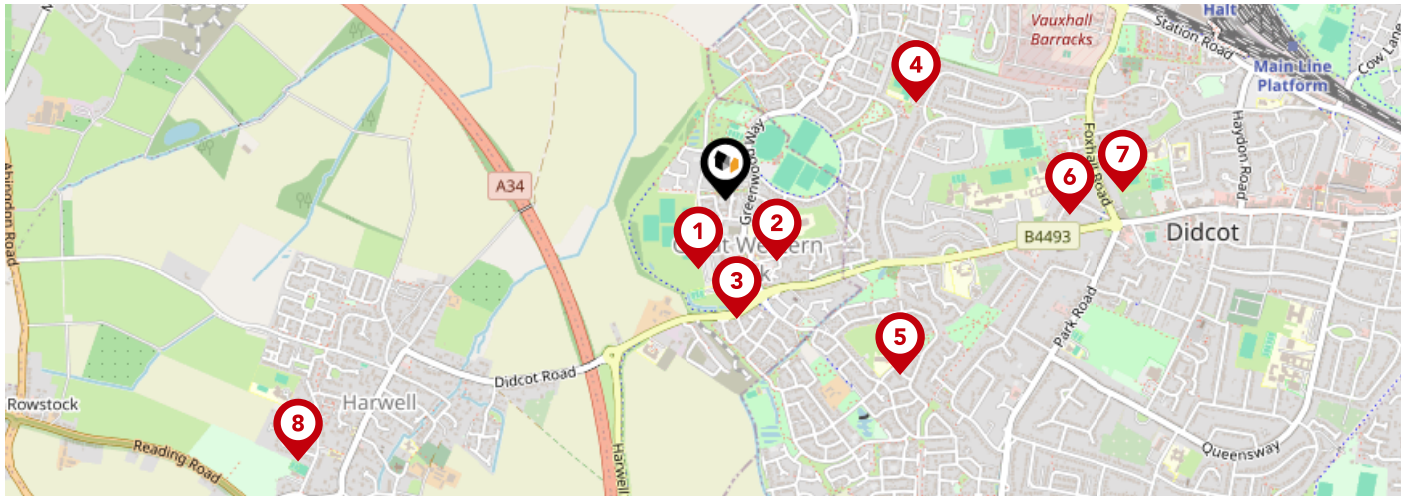 Halt
Vauxhall
Barracks
Station Road
Cow Lane
Main Line
Platform
4
Haydon Road
Foxhall Road
7
6
Greenwood Way
A34
Abingdon Road
1
2
Western
B4493
Didcot
3
5
Park Road
Didcot Road
Harwell
Rowstock
8
Reading Road
Harwell
Queensway